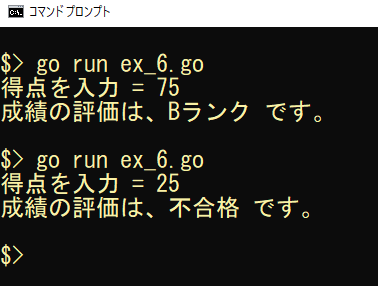 コマンドプロンプト
$> go run ex_6.go
得点を入力 = 75
成績の評価は、Bランク です。
$> go run ex_6.go
得点を入力 = 25
成績の評価は、不合格 です。
$>